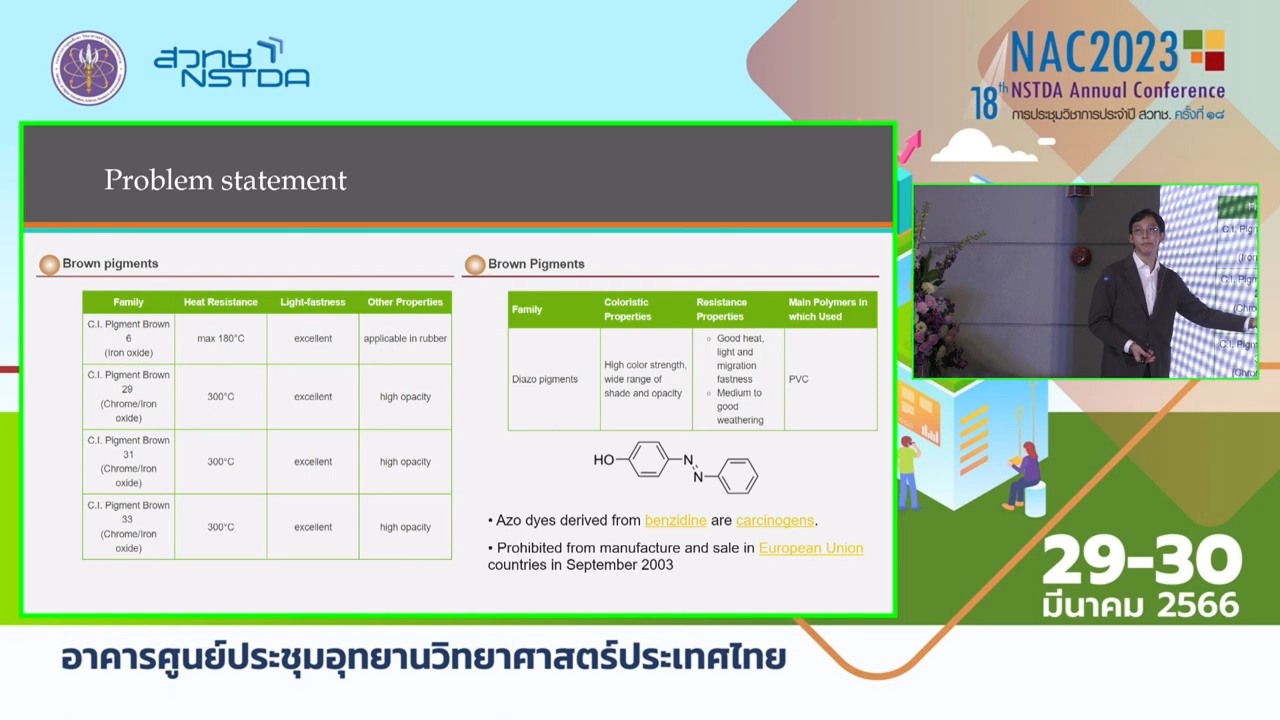 สวทช
NSTDA
NAC2023
18th NSTDA Annual Conference
การประชุมวิชาการประจำปี สวทช. ครั้งที่ ๑๘
Problem statement
Brown pigments
Family Heat Resistance Light-fastness Other Properties
C.I. Pigment Brown
6
(Iron oxide)
max 180°C
excellent
applicable in rubber
C.I. Pigment Brown
29
(Chrome/Iron
oxide)
300°C
excellent
high opacity
C.I. Pigment Brown
31
(Chrome/Iron
oxide)
300°C
excellent
high opacity
C.I. Pigment Brown
33
(Chrome/Iron
oxide)
300°C
excellent
high opacity
Brown Pigments
Family
Coloristic
Properties
Resistance
Properties
Main Polymers in
which Used
Diazo pigments
High color strength,
wide range of
shade and opacity
Good heat,
light and
migration
fastness
Medium to
good
weathering
PVC
HO
N
N
• Azo dyes derived from benzidine are carcinogens.
• Prohibited from manufacture and sale in European Union
countries in September 2003
29-30
มีนาคม 2566
อาคารศูนย์ประชุมอุทยานวิทยาศาสตร์ประเทศไทย